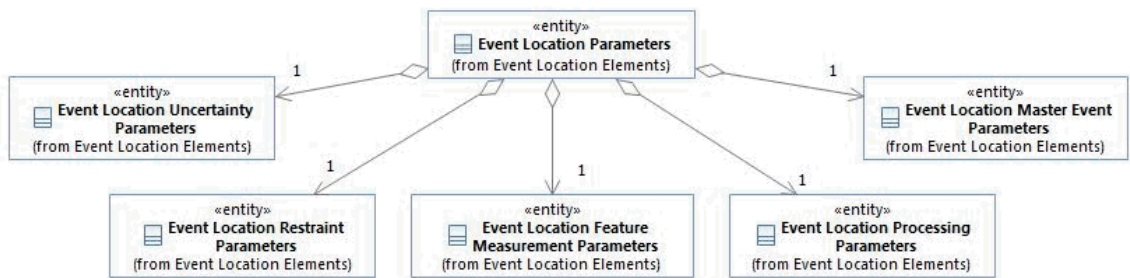 «entity»
Event Location Parameters
(from Event Location Elements)
1
1
«entity»
Event Location Uncertainty
Parameters
(from Event Location Elements)
«entity»
Event Location Master Event
Parameters
(from Event Location Elements)
1
1
1
«entity»
Event Location Restraint
Parameters
(from Event Location Elements)
«entity»
Event Location Feature
Measurement Parameters
(from Event Location Elements)
«entity»
Event Location Processing
Parameters
(from Event Location Elements)